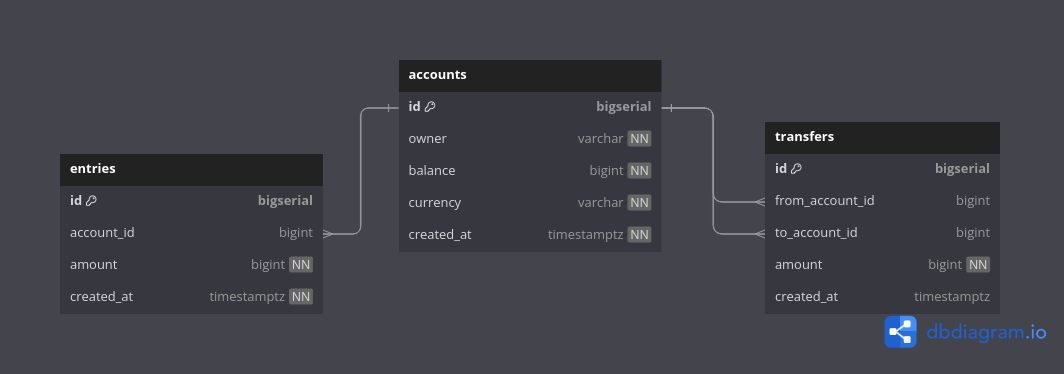 accounts
id bigserial
owner varchar NN
balance bigint NN
currency varchar NN
created_at timestamptz NN
entries
id bigserial
account_id bigint
amount bigint NN
created_at timestamptz NN
transfers
id bigserial
from_account_id bigint
to_account_id bigint
amount bigint NN
created_at timestamptz
dbdiagram.io